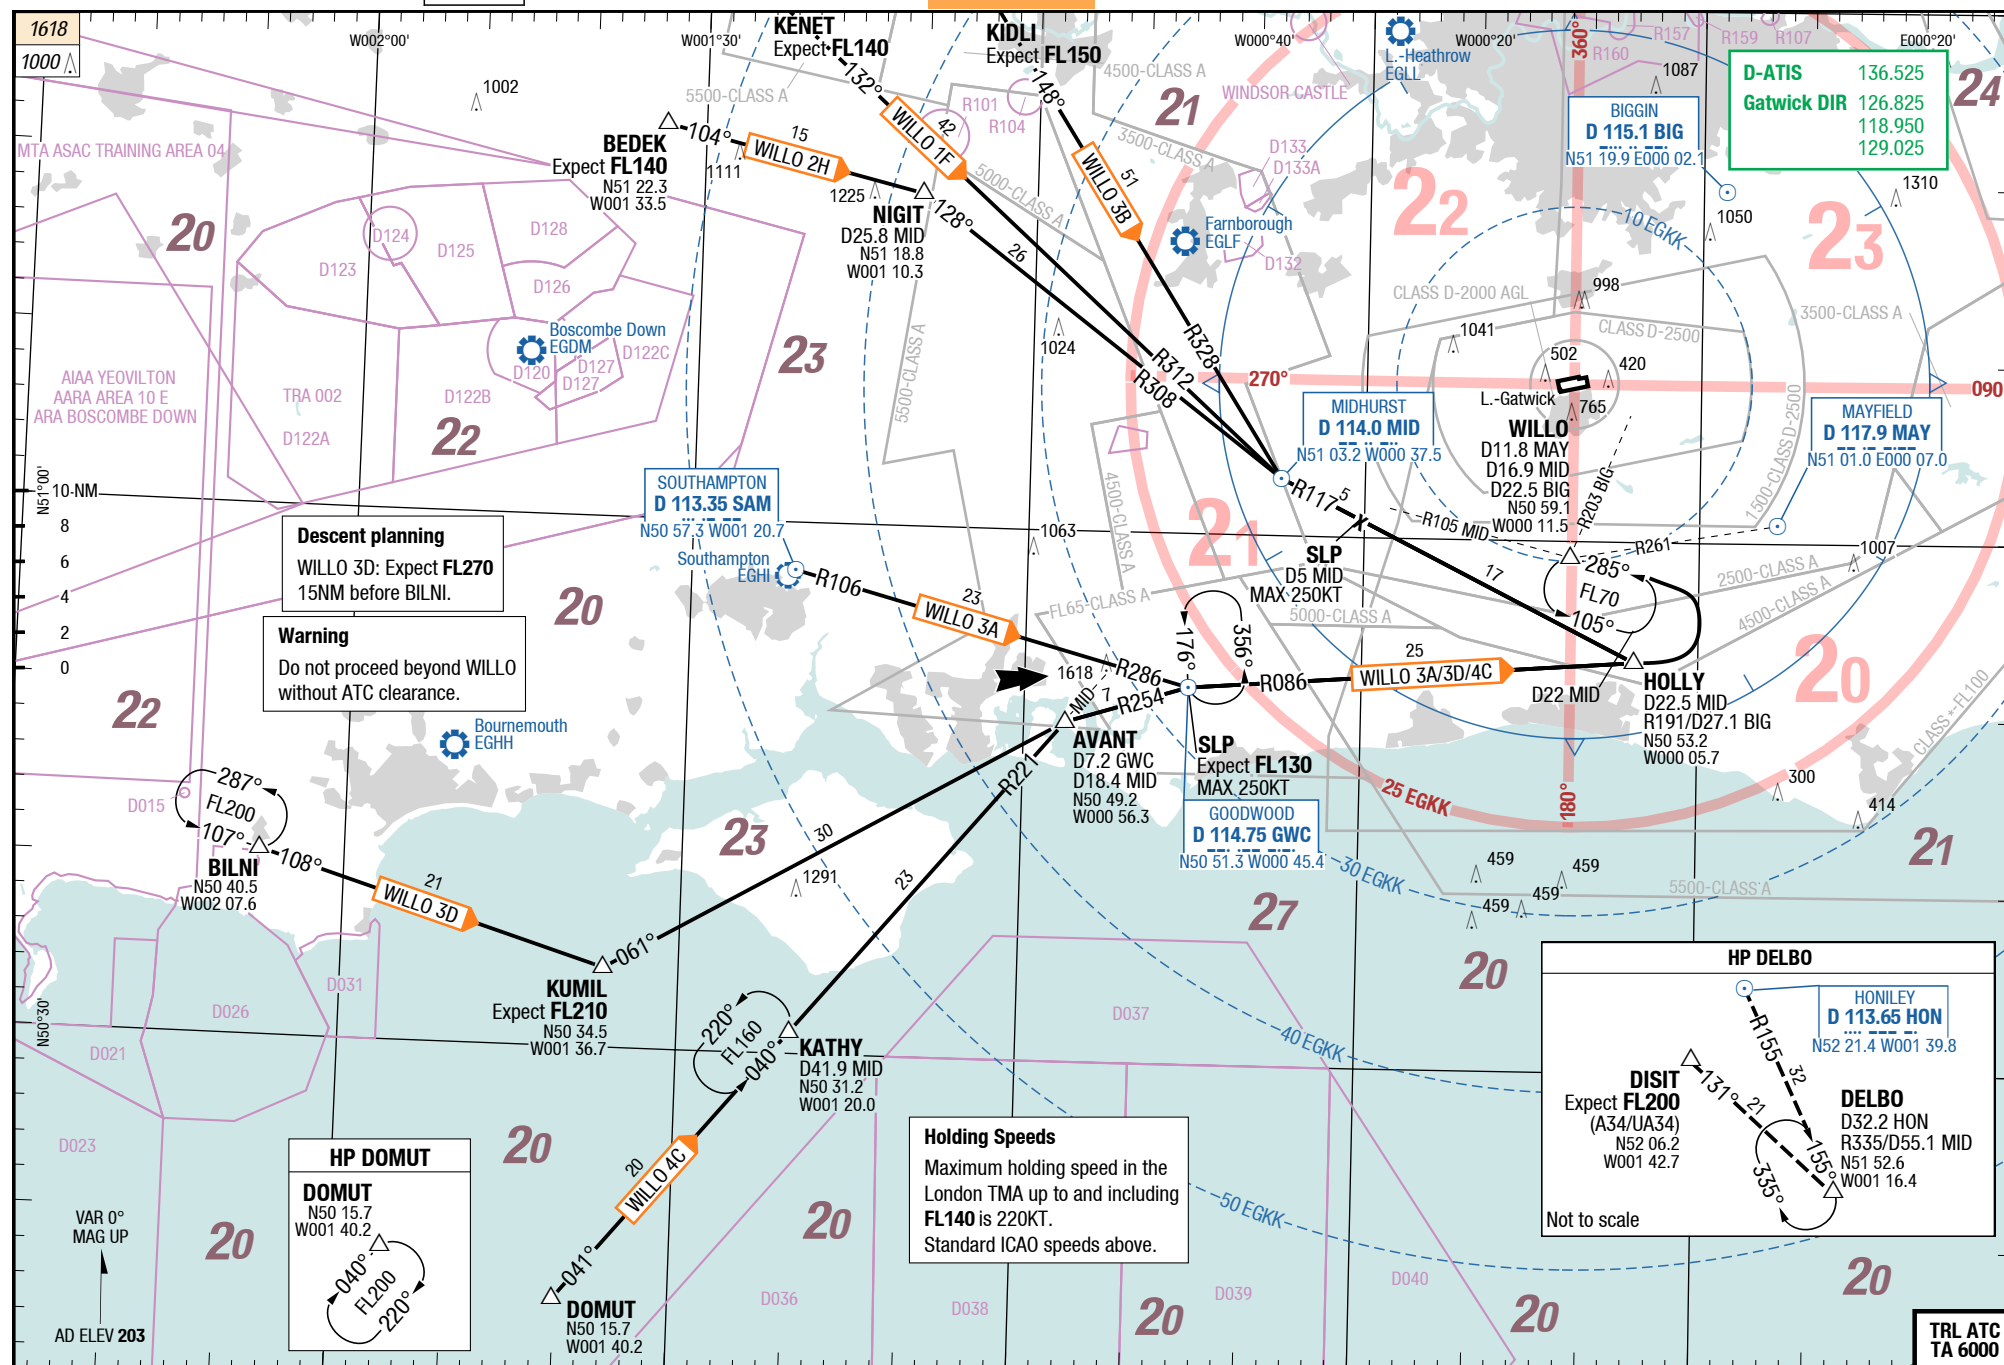 1618
1000
W002°00'
W001°30'
KENET
Expect FL140
KIDLI
Expect FL150
W000°40'
W000°20'
E000°20'
360°
L.-Heathrow
EGLL
R160
R157
R159
R107
1087
D-ATIS 136.525
Gatwick DIR 126.825
118.950
129.025
24
1002
5500-CLASS A
132°
148°
4500-CLASS A
21
WINDSOR CASTLE
R101
R104
BIGGIN
D 115.1 BIG
N51 19.9 E000 02.1
MTA ASAC TRAINING AREA 04
BEDEK
Expect FL140
N51 22.3
W001 33.5
104°
15
WILLO 2H
1111
1225
42
WILLO 1F
51
WILLO 3B
3500-CLASS A
5000-CLASS A
D133
D133A
D132
1310
1050
20
D124
D123
D125
D128
D126
NIGIT
D25.8 MID
N51 18.8
W001 10.3
128°
26
Farnborough
EGLF
22
10 EGKK
23
Boscombe Down
EGDM
D120
D127
D127
D122C
D122B
D122A
TRA 002
AIAA YEOVILTON
AARA AREA 10 E
ARA BOSCOMBE DOWN
22
23
5500-CLASS A
1024
R328
R312
R308
270°
CLASS D-2000 AGL
998
1041
CLASS D-2500
3500-CLASS A
502
420
L.-Gatwick
765
090
MIDHURST
D 114.0 MID
N51 03.2 W000 37.5
WILLO
D11.8 MAY
D16.9 MID
D22.5 BIG
N50 59.1
W000 11.5
R203 BIG
MAYFIELD
D 117.9 MAY
N51 01.0 E000 07.0
1500-CLASS D-2500
N51°00'
10-NM
8
6
4
2
0
SOUTHAMPTON
D 113.35 SAM
N50 57.3 W001 20.7
Southampton
EGHI
Descent planning
WILLO 3D: Expect FL270
15NM before BILNI.
Warning
Do not proceed beyond WILLO
without ATC clearance.
20
1063
4500-CLASS A
21
R117
5
R105 MID
R261
SLP
D5 MID
MAX 250KT
17
285°
FL70
105°
1007
2500-CLASS A
4500-CLASS A
R106
23
WILLO 3A
FL65-CLASS A
5000-CLASS A
176°
356°
1618
R286
R254
MID
7
R086
25
WILLO 3A/3D/4C
D22 MID
HOLLY
D22.5 MID
R191/D27.1 BIG
N50 53.2
W000 05.7
20
22
Bournemouth
EGHH
AVANT
D7.2 GWC
D18.4 MID
N50 49.2
W000 56.3
R221
SLP
Expect FL130
MAX 250KT
GOODWOOD
D 114.75 GWC
N50 51.3 W000 45.4
25 EGKK
180°
CLASS *-FL100
300
414
D015
287°
FL200
107°
BILNI
N50 40.5
W002 07.6
108°
21
WILLO 3D
30
23
1291
23
30 EGKK
459
459
459
459
5500-CLASS A
21
27
20
KUMIL
Expect FL210
N50 34.5
W001 36.7
061°
D031
D026
D021
D023
N50°30'
220°
FL160
040°
KATHY
D41.9 MID
N50 31.2
W001 20.0
D037
40 EGKK
HP DELBO
HONILEY
D 113.65 HON
N52 21.4 W001 39.8
R155
32
DISIT
Expect FL200
(A34/UA34)
N52 06.2
W001 42.7
131°
21
DELBO
D32.2 HON
R335/D55.1 MID
N51 52.6
W001 16.4
155°
335°
Not to scale
HP DOMUT
DOMUT
N50 15.7
W001 40.2
040°
FL200
220°
20
20
WILLO 4C
041°
DOMUT
N50 15.7
W001 40.2
Holding Speeds
Maximum holding speed in the
London TMA up to and including
FL140 is 220KT.
Standard ICAO speeds above.
50 EGKK
20
20
VAR 0°
MAG UP
AD ELEV 203
D036
D038
D039
D040
20
20
20
TRL ATC
TA 6000